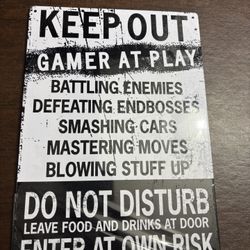 KEEP OUT
GAMER AT PLAY
BATTLING ENEMIES
DEFEATING ENDBOSSES
SMASHING CARS
MASTERING MOVES
BLOWING STUFF UP
DO NOT DISTURB
LEAVE FOOD AND DRINKS AT DOOR
ENTER AT OWN RISK